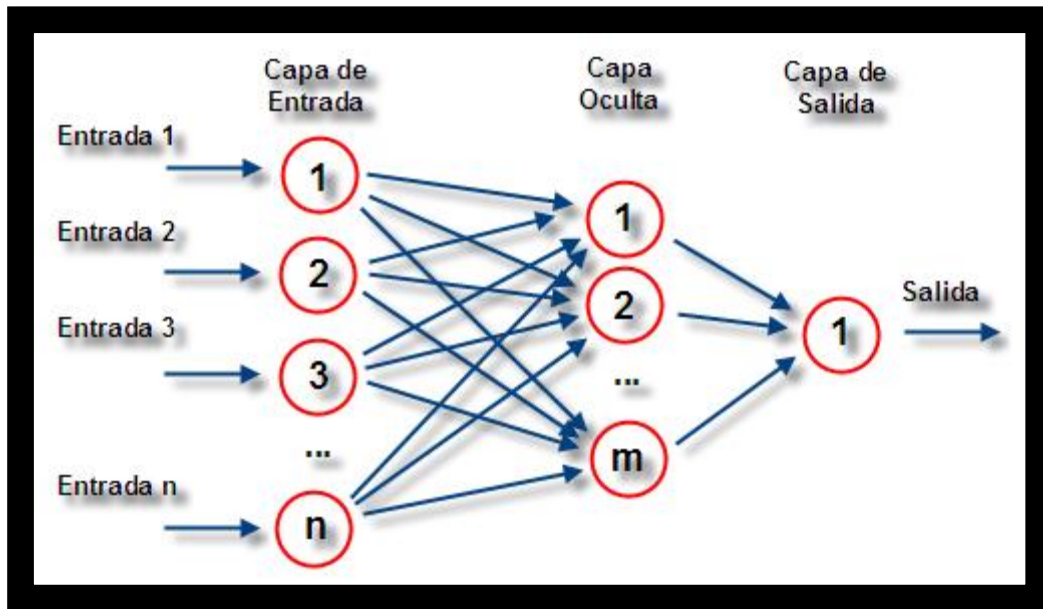 Capa de
Entrada
Capa
Oculta
Capa de
Salida
Entrada 1
1
Entrada 2
2
Entrada 3
3
...
Entrada n
n
1
2
...
m
1
Salida